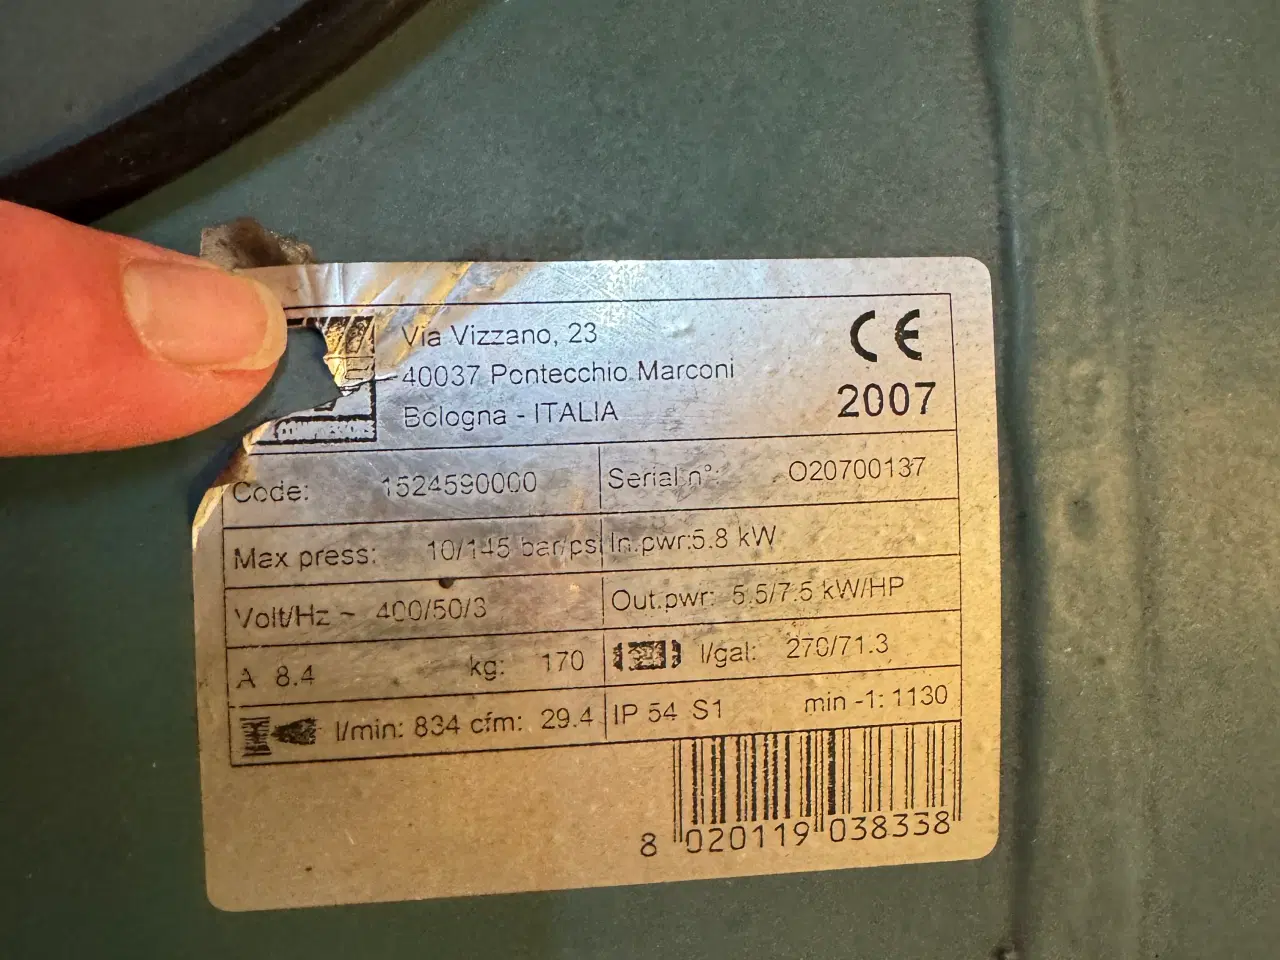 Via Vizzano, 23
40037 Pontecchio Marconi
Bologna - ITALIA
CE
2007
COMPRESSORS
Code: 1524590000 Serial n°: O20700137
Max press: 10/145 bar/psi In.pwr:5.8 kW
Volt/Hz ~ 400/50/3 Out.pwr: 5.5/7.5 kW/HP
A 8.4 kg: 170 l/gal: 270/71.3
l/min: 834 cfm: 29.4 IP 54 S1 min -1: 1130
8 020119 038338